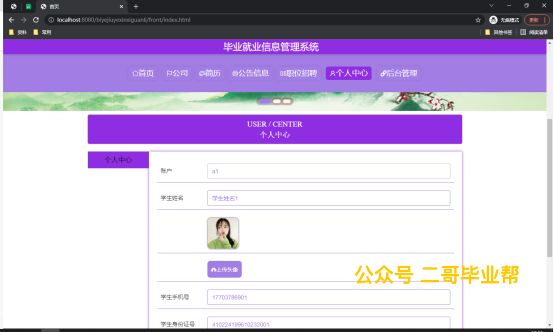 首页
localhost:8080/biyejiuyexinxiguanli/front/index.html
无痕模式
更新
资料
常用
其他书签
阅读清单
毕业就业信息管理系统
首页
公司
简历
公告信息
职位招聘
个人中心
后台管理
USER / CENTER
个人中心
个人中心
账户
a1
学生姓名
学生姓名1
上传头像
公众号 二哥毕业帮
学生手机号
17703786901
学生身份证号
410224199610232001